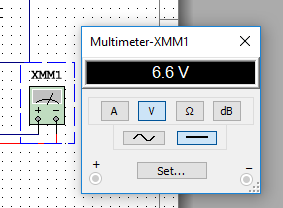 XMM1
Multimeter-XMM1
6.6 V
A V Ω dB
Set...
+ −
+ −